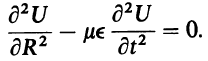 ∂²U/∂R² − μϵ ∂²U/∂t² = 0.